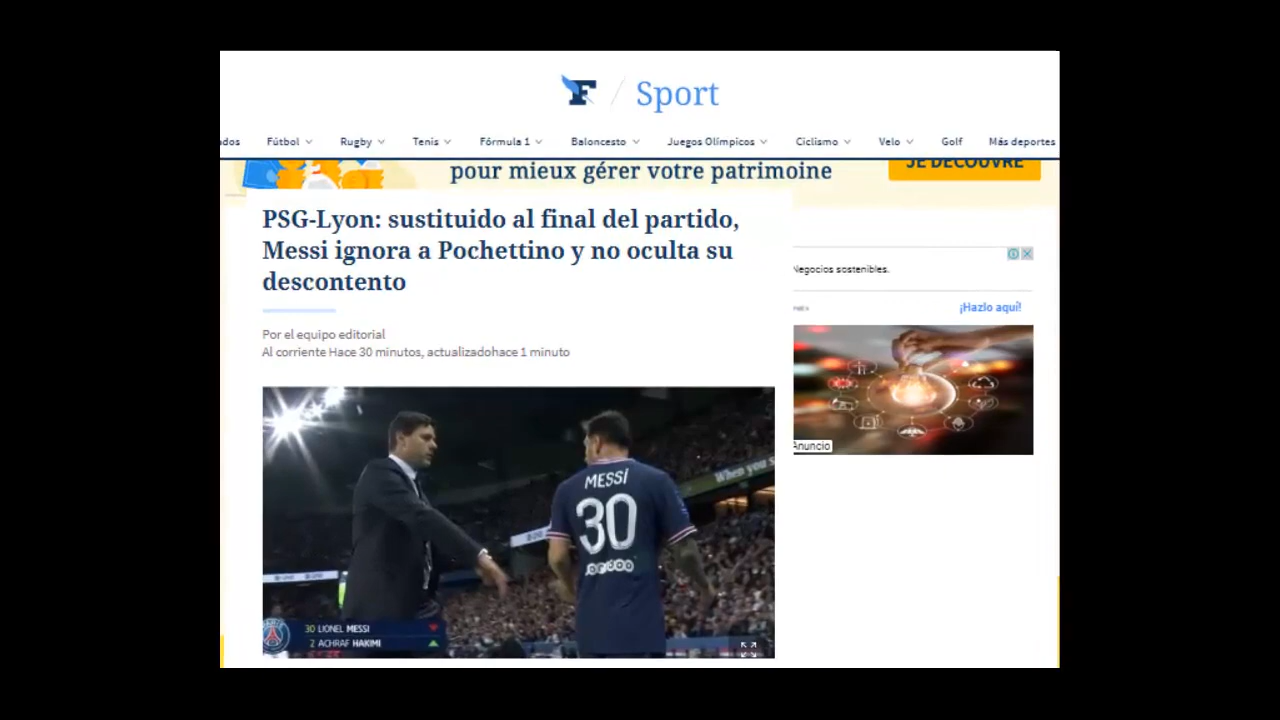 F / Sport
Fútbol Rugby Tenis Fórmula 1 Baloncesto Juegos Olímpicos Ciclismo Velo Golf Más deportes
pour mieux gérer votre patrimoine
JE DÉCOUVRE
PSG-Lyon: sustituido al final del partido,
Messi ignora a Pochettino y no oculta su
descontento
Por el equipo editorial
Al corriente Hace 30 minutos, actualizadohace 1 minuto
Negocios sostenibles.
¡Hazlo aquí!
Anuncio
When you
MESSI
30
ooredoo
30 LIONEL MESSI
2 ACHRAF HAKIMI